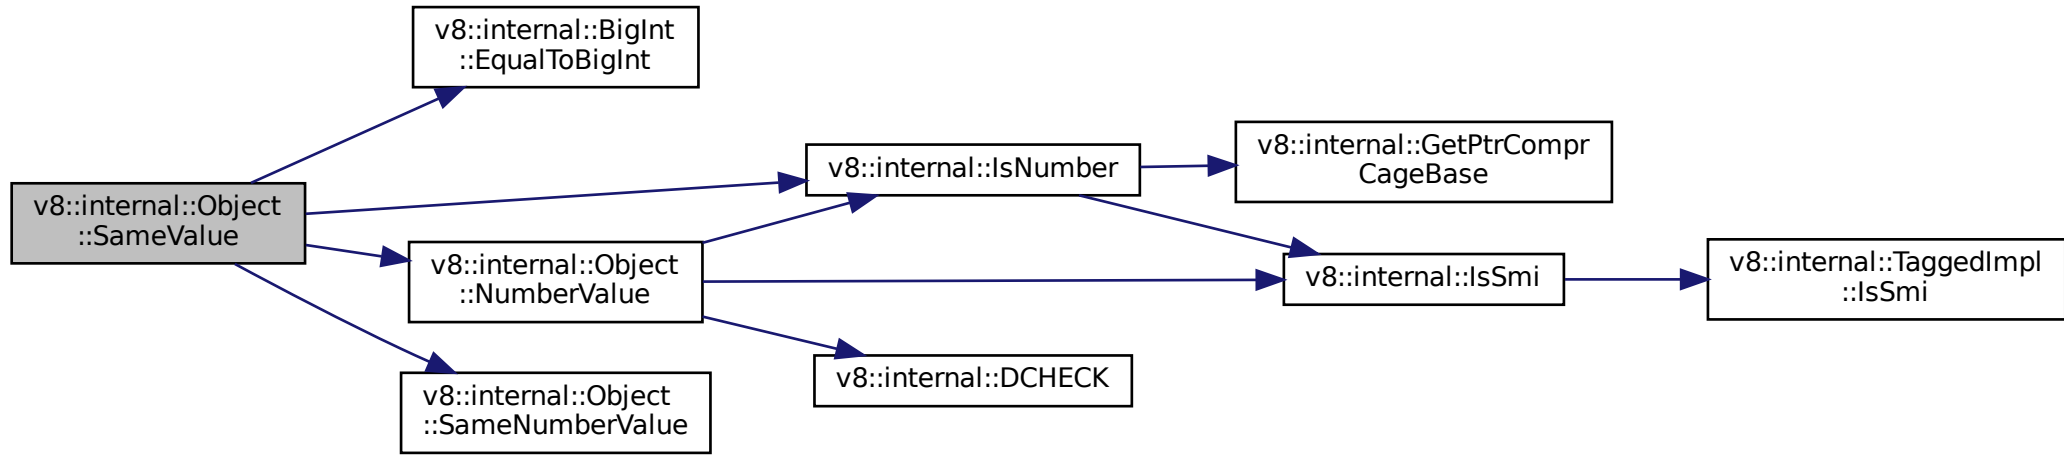 v8::internal::BigInt
::EqualToBigInt
v8::internal::Object
::SameValue
v8::internal::IsNumber
v8::internal::GetPtrCompr
CageBase
v8::internal::Object
::NumberValue
v8::internal::IsSmi
v8::internal::TaggedImpl
::IsSmi
v8::internal::DCHECK
v8::internal::Object
::SameNumberValue